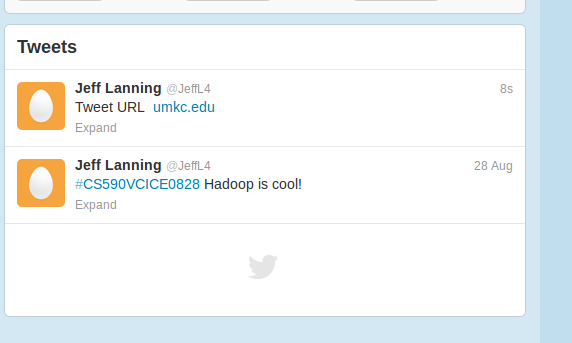 Tweets
Jeff Lanning @JeffL4 8s
Tweet URL umkc.edu
Expand
Jeff Lanning @JeffL4 28 Aug
#CS590VCICE0828 Hadoop is cool!
Expand